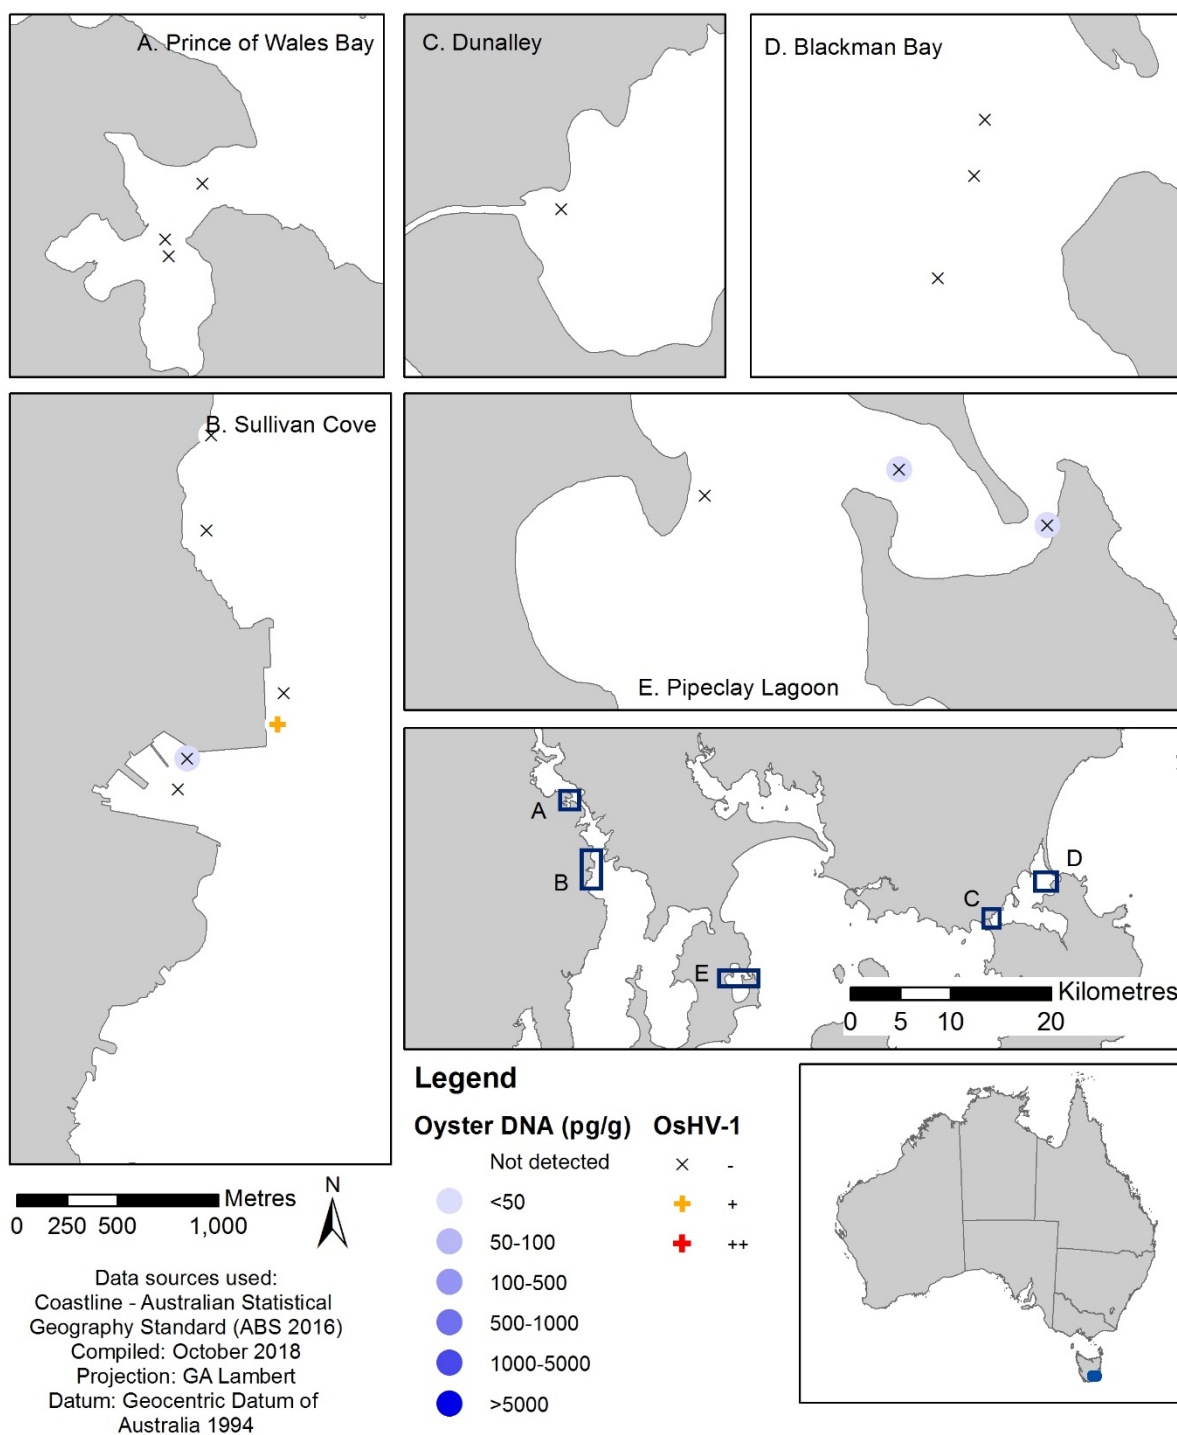 A. Prince of Wales Bay
C. Dunalley
D. Blackman Bay
B. Sullivan Cove
E. Pipeclay Lagoon
A
B
C
D
E
Kilometres
0 5 10 20
Legend
Oyster DNA (pg/g) OsHV-1
Not detected -
<50 +
50-100 ++
100-500
500-1000
1000-5000
>5000
N
Metres
0 250 500 1,000
Data sources used:
Coastline - Australian Statistical
Geography Standard (ABS 2016)
Compiled: October 2018
Projection: GA Lambert
Datum: Geocentric Datum of
Australia 1994